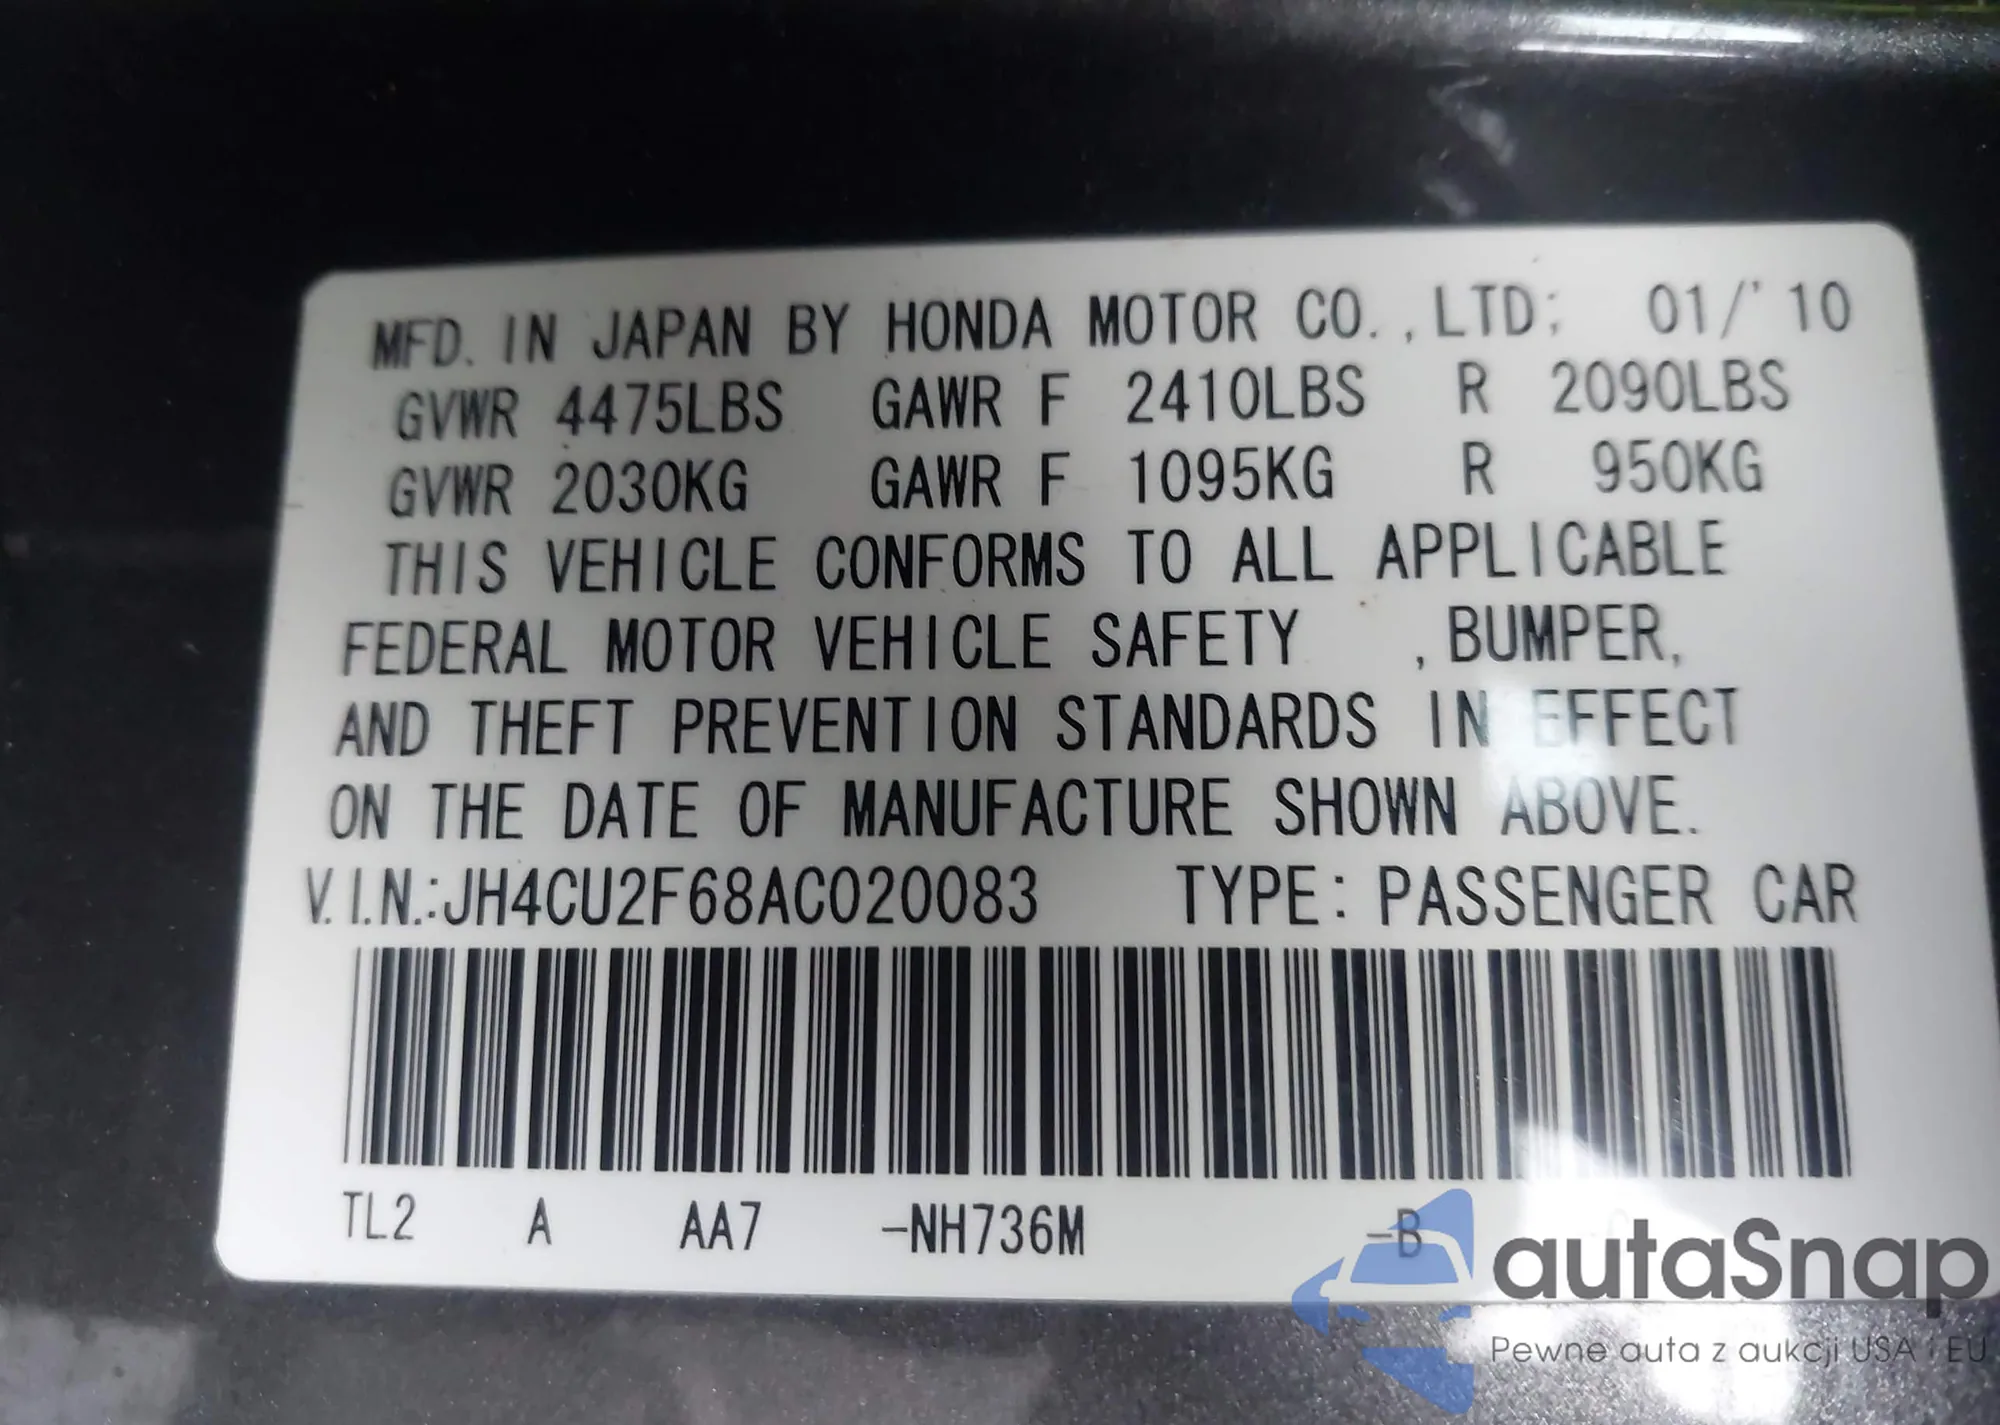 MFD. IN JAPAN BY HONDA MOTOR CO.,LTD; 01/'10
GVWR 4475LBS GAWR F 2410LBS R 2090LBS
GVWR 2030KG GAWR F 1095KG R 950KG
THIS VEHICLE CONFORMS TO ALL APPLICABLE
FEDERAL MOTOR VEHICLE SAFETY , BUMPER,
AND THEFT PREVENTION STANDARDS IN EFFECT
ON THE DATE OF MANUFACTURE SHOWN ABOVE.
V.I.N.:JH4CU2F68AC020083 TYPE: PASSENGER CAR
TL2 A AA7 -NH736M -B
autaSnap
Pewne auta z aukcji USA i EU